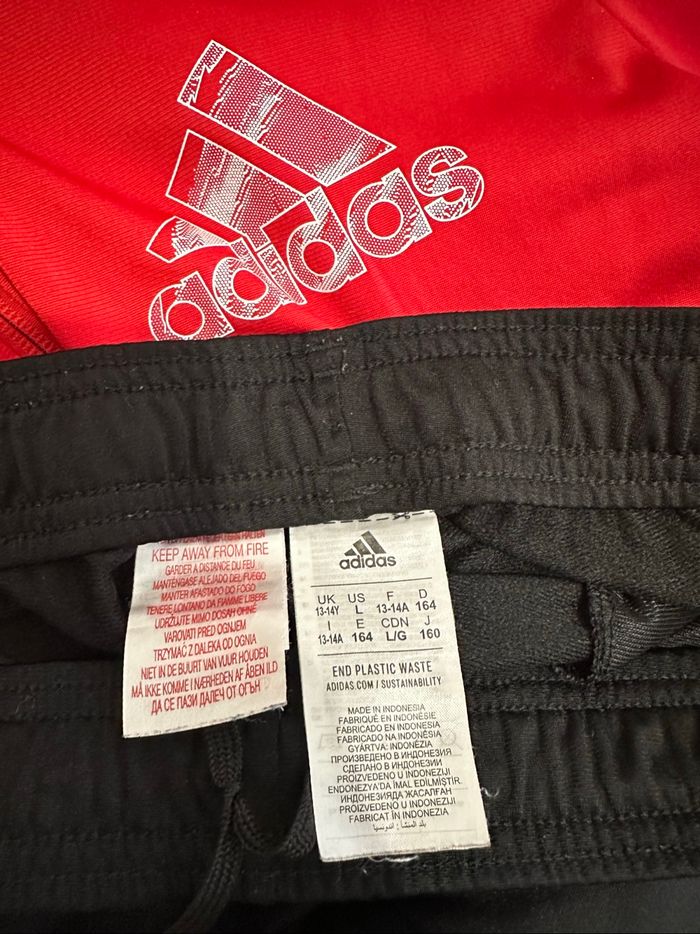 adidas
KEEP AWAY FROM FIRE
GARDER A DISTANCE DU FEU
MANTÉNGASE ALEJADO DEL FUEGO
MANTER AFASTADO DO FOGO
TENERE LONTANO DA FIAMME LIBERE
UDRŽUJTE MIMO DOSAH OHNĚ
VAROVATI PRED OGNJEM
TRZYMAĆ Z DALEKA OD OGNIA
NIET IN DE BUURT VAN VUUR HOUDEN
MÅ IKKE KOMME I NÆRHEDEN AF ÅBEN ILD
ДА СЕ ПАЗИ ДАЛЕЧ ОТ ОГЪН
adidas
UK US F D
13-14Y L 13-14A 164
I E CDN J
13-14A 164 L/G 160
END PLASTIC WASTE
ADIDAS.COM / SUSTAINABILITY
MADE IN INDONESIA
FABRIQUÉ EN INDONÉSIE
FABRICADO EN INDONESIA
FABRICADO NA INDONÉSIA
GYÁRTVA: INDONÉZIA
ПРОИЗВЕДЕНО В ИНДОНЕЗИЯ
СДЕЛАНО В ИНДОНЕЗИИ
PROIZVEDENO U INDONEZIJI
ENDONEZYA'DA İMAL EDİLMİŞTİR.
ИНДОНЕЗИЯДА ЖАСАЛҒАН
PROIZVEDENO U INDONEZIJI
FABRICAT ÎN INDONEZIA
بلد المنشأ : اندونيسيا